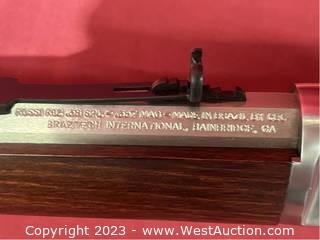 ROSSI R92 .38 SPL. - .357 MAG - MADE IN BRAZIL BY CBC
BRAZTECH INTERNATIONAL, BAINBRIDGE, GA
Copyright 2023 - www.WestAuction.com